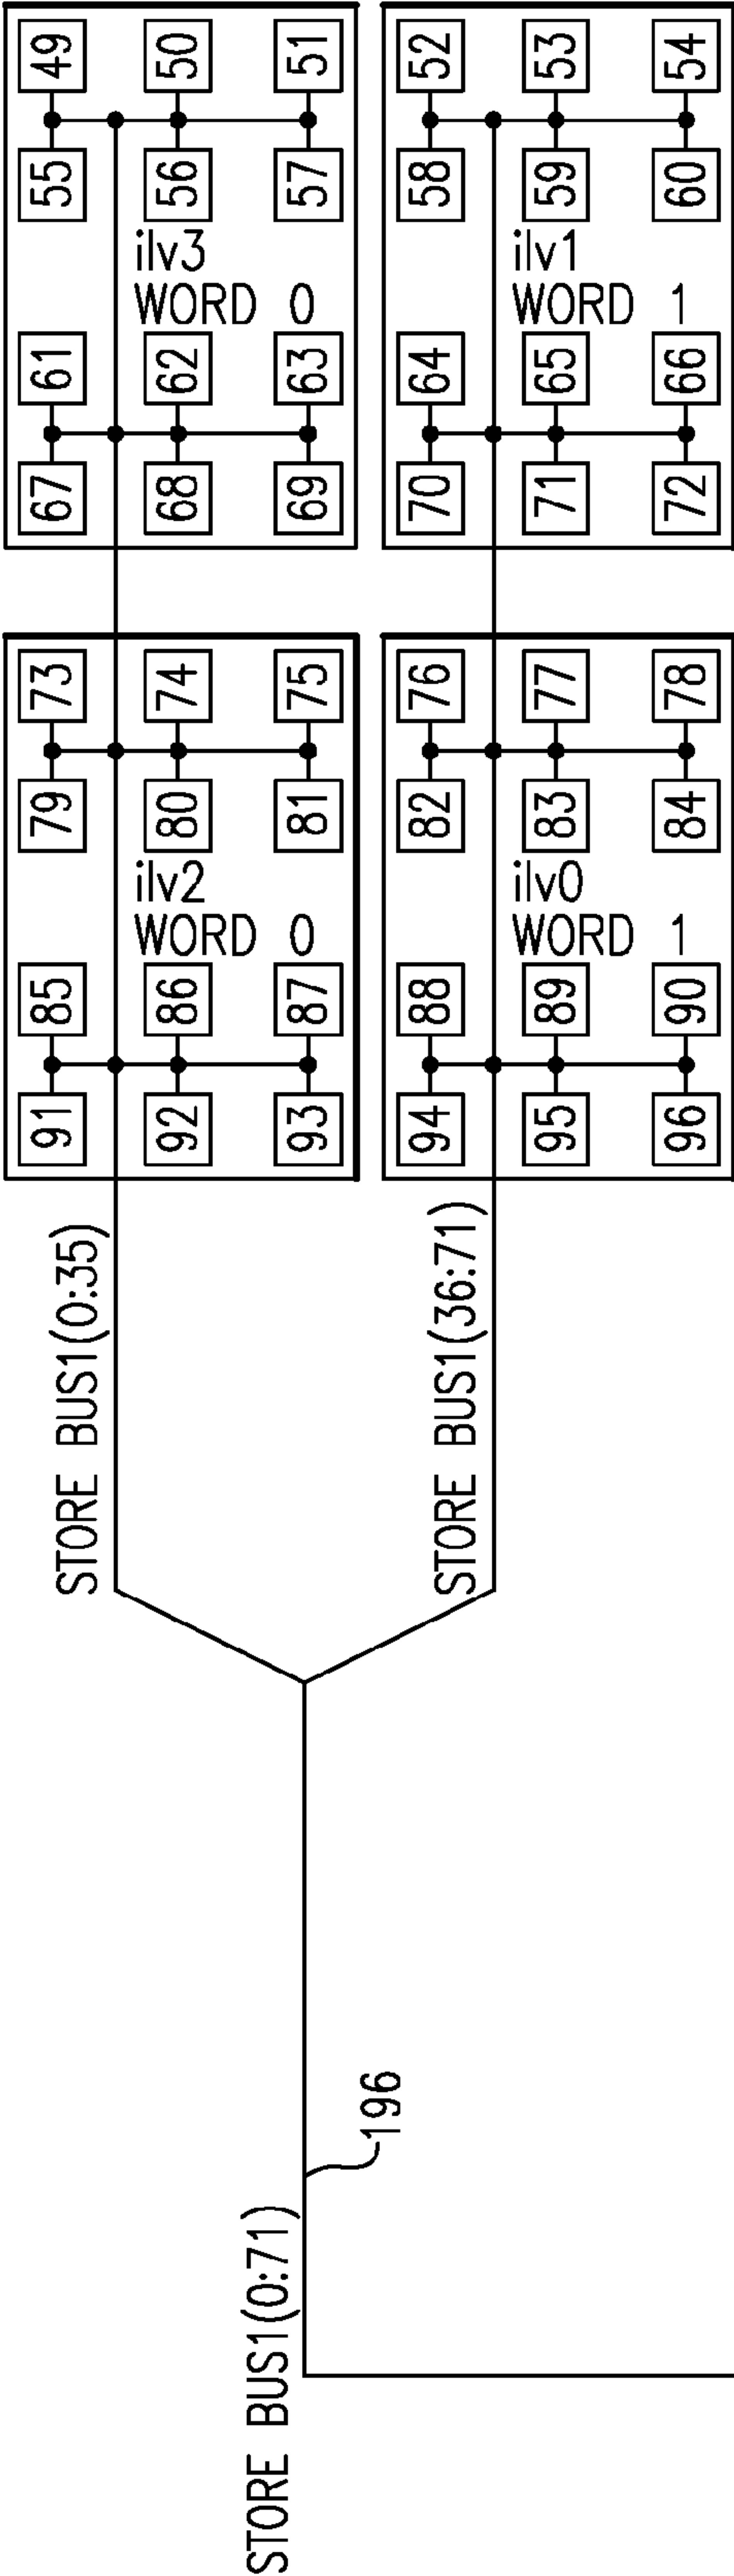 49 50 51 52 53 54
55 56 57 58 59 60
ilv3 ilv1
WORD 0 WORD 1
61 62 63 64 65 66
67 68 69 70 71 72
73 74 75 76 77 78
79 80 81 82 83 84
ilv2 ilv0
WORD 0 WORD 1
85 86 87 88 89 90
91 92 93 94 95 96
STORE BUS1(0:35)
STORE BUS1(36:71)
196
STORE BUS1(0:71)